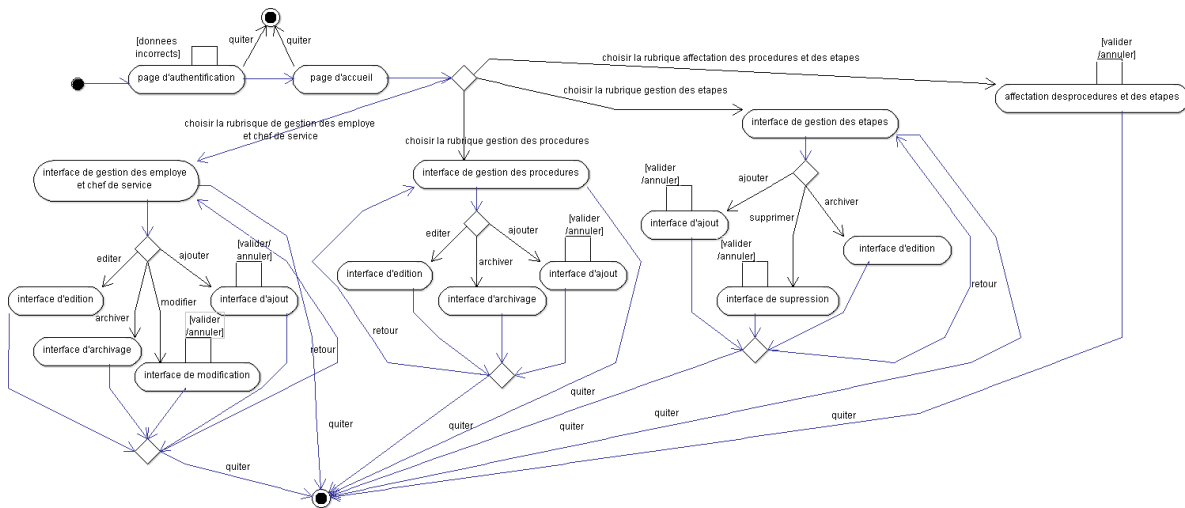 [donnees
incorrects]
quiter
quiter
page d'authentification
page d'accueil
choisir la rubrique affectation des procedures et des etapes
[valider
/annuler]
affectation desprocedures et des etapes
choisir la rubrique gestion des etapes
interface de gestion des etapes
choisir la rubrisque de gestion des employe
et chef de service
choisir la rubrique gestion des procedures
interface de gestion des employe
et chef de service
interface de gestion des procedures
[valider
/annuler]
ajouter
archiver
supprimer
interface d'ajout
editer
ajouter
[valider/
annuler]
interface d'edition
archiver
modifier
interface d'ajout
[valider
/annuler]
interface d'archivage
interface de modification
retour
editer
ajouter
[valider
/annuler]
archiver
interface d'edition
interface d'ajout
interface d'archivage
retour
[valider
/annuler]
interface d'edition
interface de supression
retour
quiter
quiter
quiter
quiter
quiter
quiter